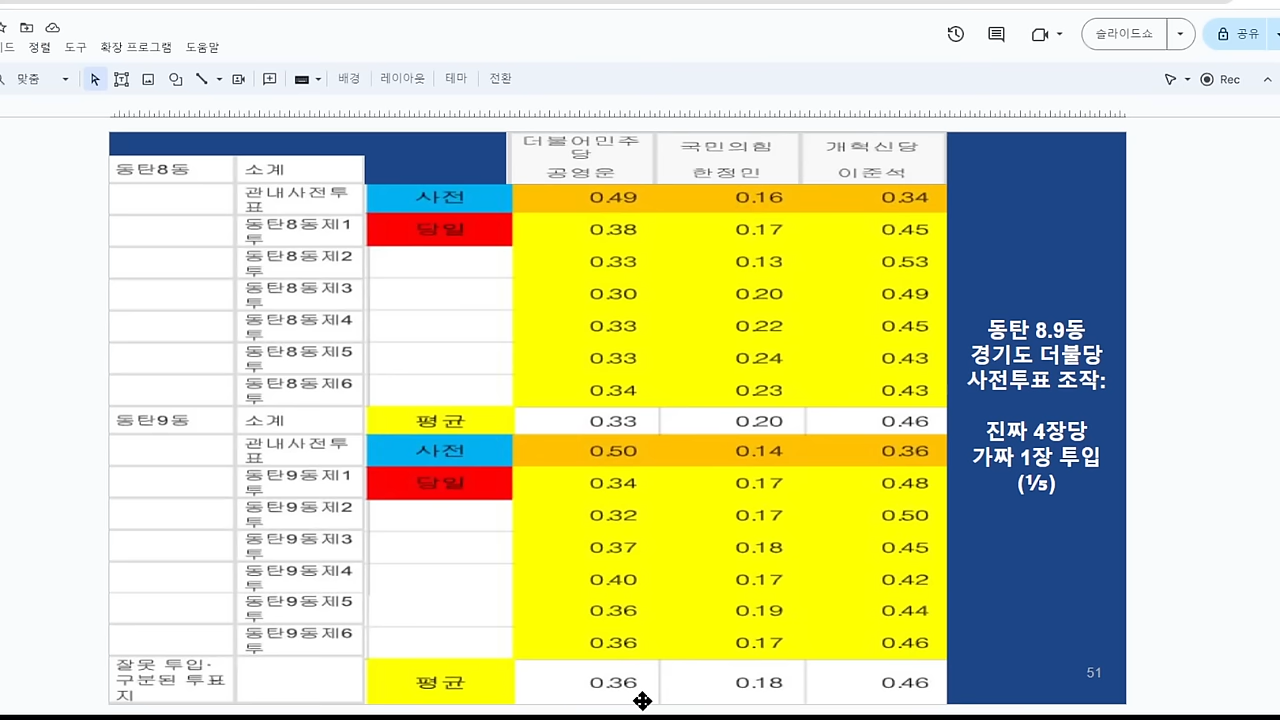 정렬 도구 확장 프로그램 도움말
슬라이드쇼
공유
맞춤
배경 레이아웃 테마 전환
Rec
더불어민주
당
공영운
국민의힘
한정민
개혁신당
이준석
동탄8동 소계
관내사전투
표
사전 0.49 0.16 0.34
동탄8동제1
투
당일 0.38 0.17 0.45
동탄8동제2
투
0.33 0.13 0.53
동탄8동제3
투
0.30 0.20 0.49
동탄8동제4
투
0.33 0.22 0.45
동탄8동제5
투
0.33 0.24 0.43
동탄8동제6
투
0.34 0.23 0.43
동탄9동 소계 평균 0.33 0.20 0.46
관내사전투
표
사전 0.50 0.14 0.36
동탄9동제1
투
당일 0.34 0.17 0.48
동탄9동제2
투
0.32 0.17 0.50
동탄9동제3
투
0.37 0.18 0.45
동탄9동제4
투
0.40 0.17 0.42
동탄9동제5
투
0.36 0.19 0.44
동탄9동제6
투
0.36 0.17 0.46
잘못 투입·
구분된 투표
지
평균 0.36 0.18 0.46
동탄 8.9동
경기도 더불당
사전투표 조작:
진짜 4장당
가짜 1장 투입
(⅕)
51